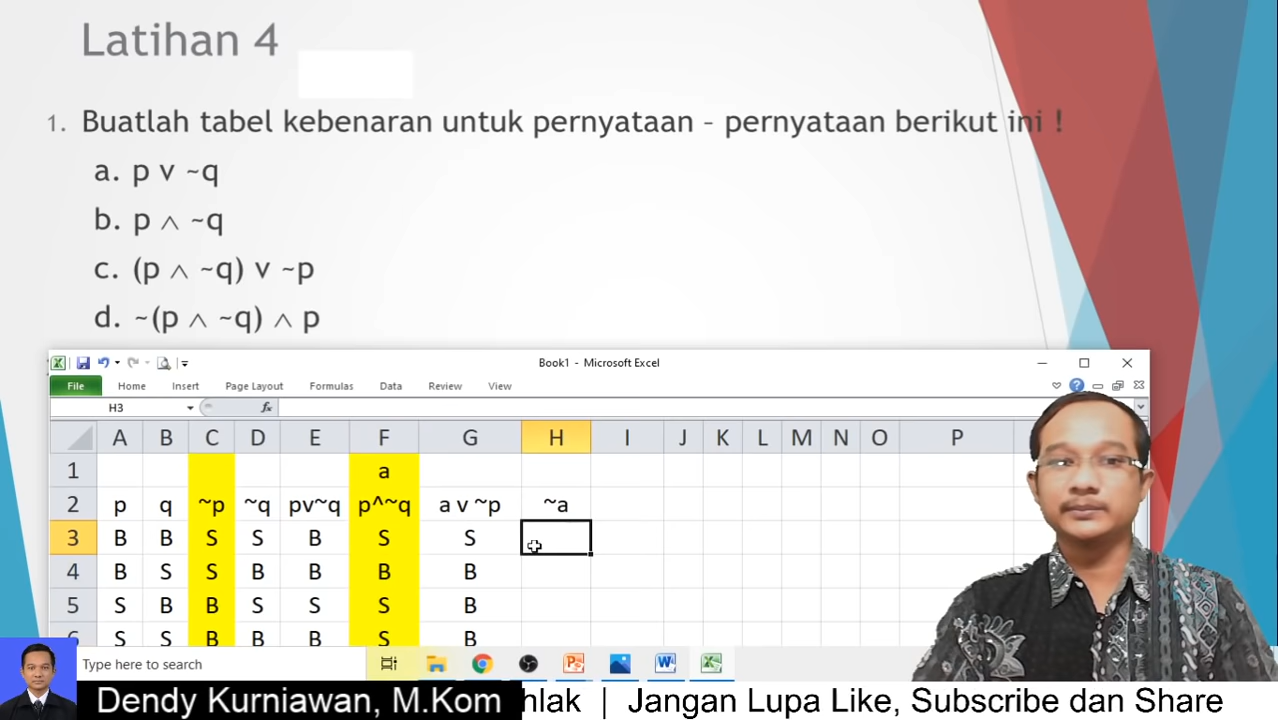 Latihan 4
1. Buatlah tabel kebenaran untuk pernyataan – pernyataan berikut ini !
a. p v ~q
b. p ∧ ~q
c. (p ∧ ~q) v ~p
d. ~(p ∧ ~q) ∧ p
Book1 - Microsoft Excel
File Home Insert Page Layout Formulas Data Review View
H3 fx
A B C D E F G H I J K L M N O P
1 a
2 p q ~p ~q pv~q p^~q a v ~p ~a
3 B B S S B S S
4 B S S B B B B
5 S B B S S S B
6 S S B B B S B
Type here to search
Dendy Kurniawan, M.Kom hlak | Jangan Lupa Like, Subscribe dan Share